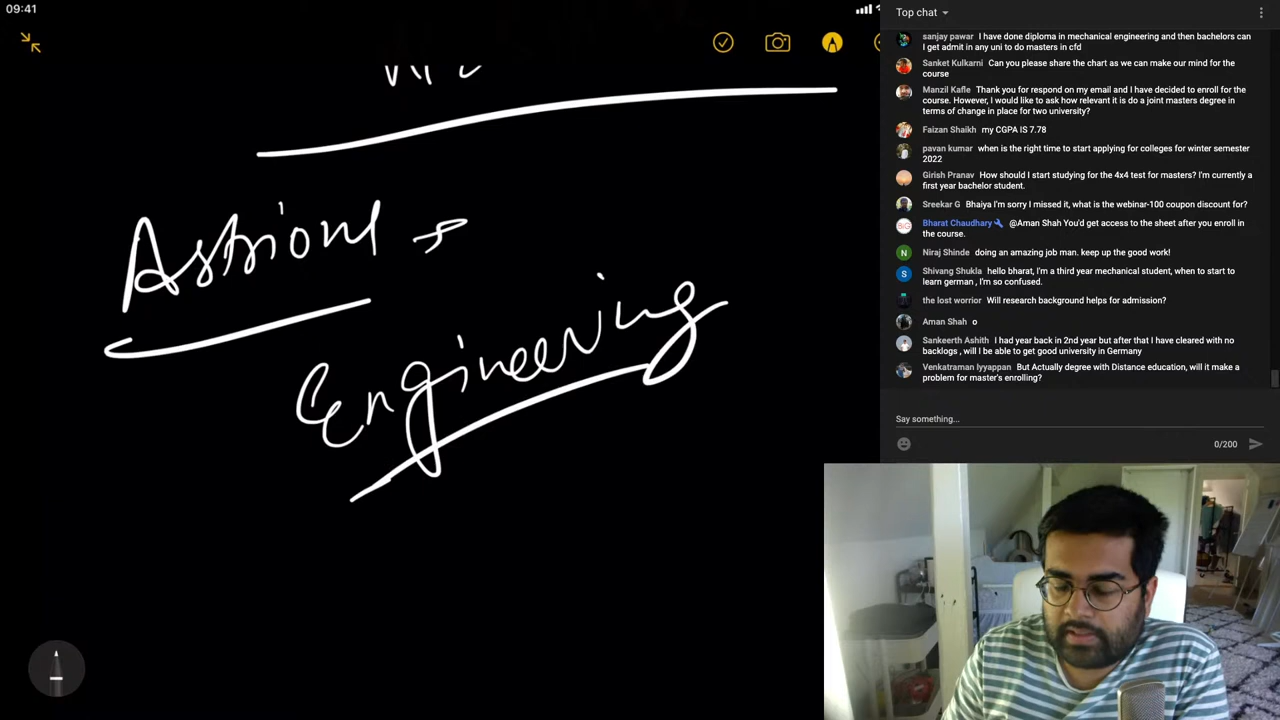 09:41
Astrional
Engineering
Top chat
sanjay pawar I have done diploma in mechanical engineering and then bachelors can
I get admit in any uni to do masters in cfd
Sanket Kulkarni Can you please share the chart as we can make our mind for the
course
Manzil Kafle Thank you for respond on my email and I have decided to enroll for the
course. However, I would like to ask how relevant it is do a joint masters degree in
terms of change in place for two university?
Faizan Shaikh my CGPA IS 7.78
pavan kumar when is the right time to start applying for colleges for winter semester
2022
Girish Pranav How should I start studying for the 4x4 test for masters? I'm currently a
first year bachelor student.
Sreekar G Bhaiya I'm sorry I missed it, what is the webinar-100 coupon discount for?
BIG Bharat Chaudhary @Aman Shah You'd get access to the sheet after you enroll in
the course.
N Niraj Shinde doing an amazing job man. keep up the good work!
S Shivang Shukla hello bharat, I'm a third year mechanical student, when to start to
learn german , I'm so confused.
the lost worrior Will research background helps for admission?
Aman Shah o
Sankeerth Ashith I had year back in 2nd year but after that I have cleared with no
backlogs , will I be able to get good university in Germany
Venkatraman Iyyappan But Actually degree with Distance education, will it make a
problem for master's enrolling?
Say something...
0/200